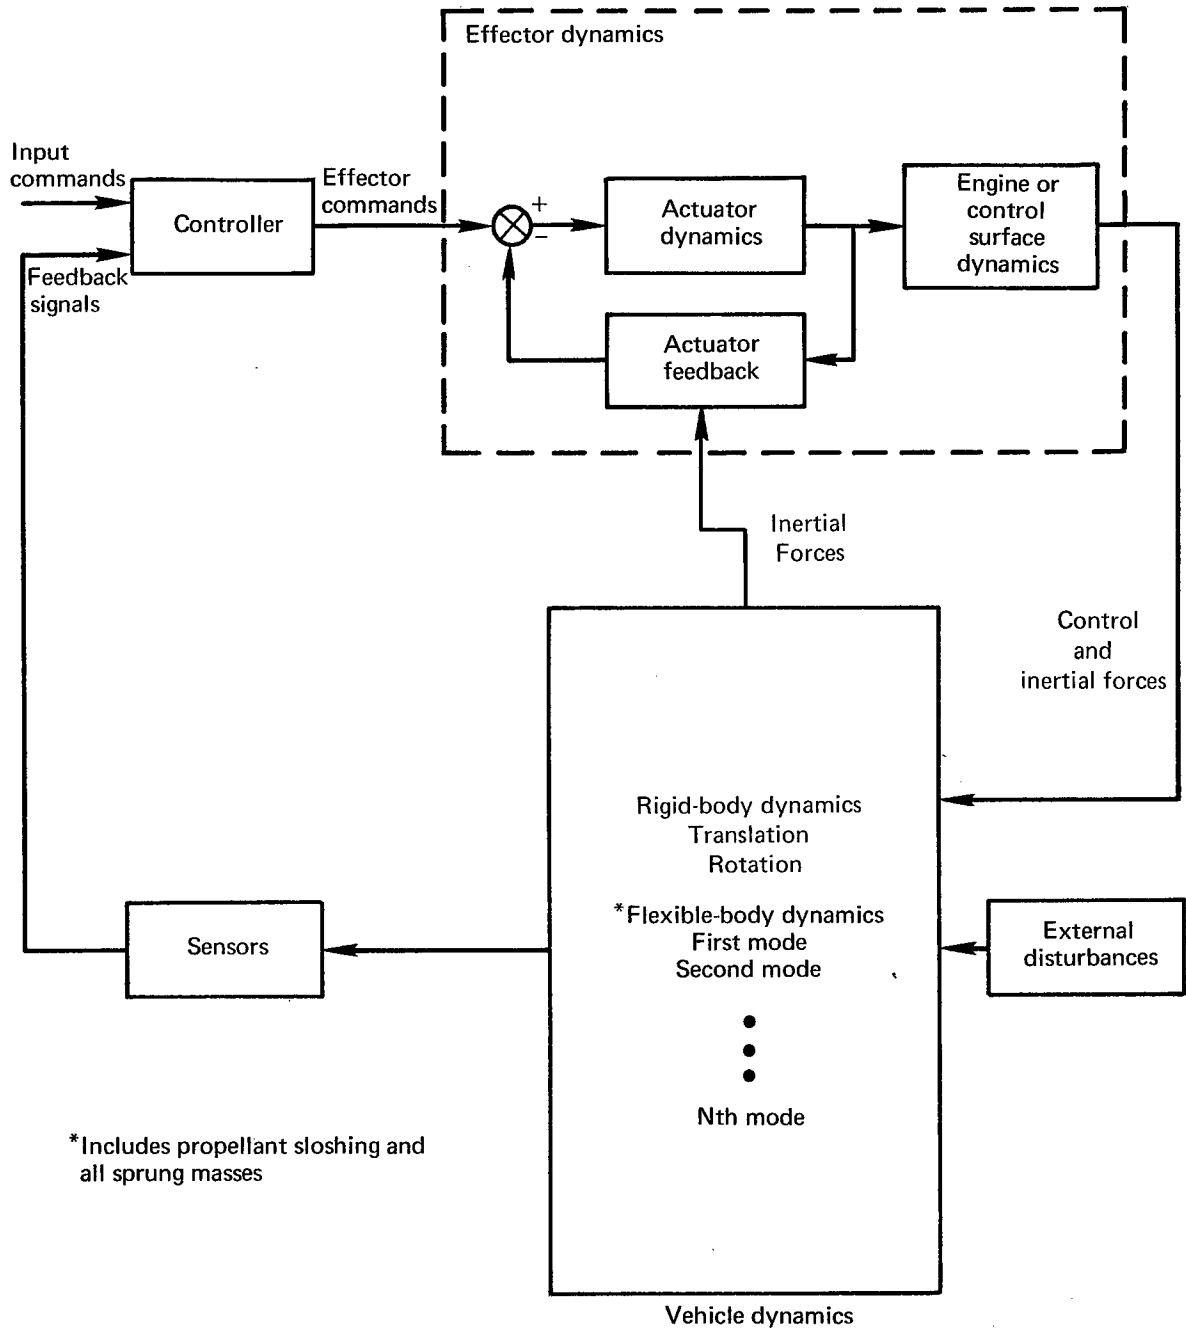 Effector dynamics
Input
commands
Controller
Effector
commands
+
−
Actuator
dynamics
Engine or
control
surface
dynamics
Feedback
signals
Actuator
feedback
Inertial
Forces
Control
and
inertial forces
Rigid-body dynamics
Translation
Rotation
*Flexible-body dynamics
First mode
Second mode
Nth mode
External
disturbances
Sensors
*Includes propellant sloshing and
all sprung masses
Vehicle dynamics